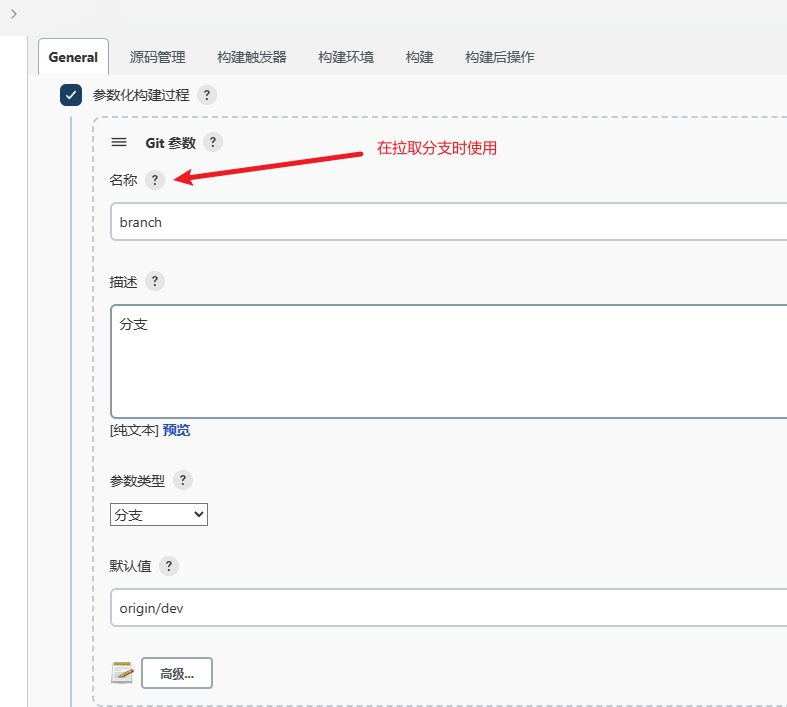 General 源码管理 构建触发器 构建环境 构建 构建后操作
参数化构建过程 ?
Git 参数 ?
在拉取分支时使用
名称 ?
branch
描述 ?
分支
[纯文本] 预览
参数类型 ?
分支
默认值 ?
origin/dev
高级...